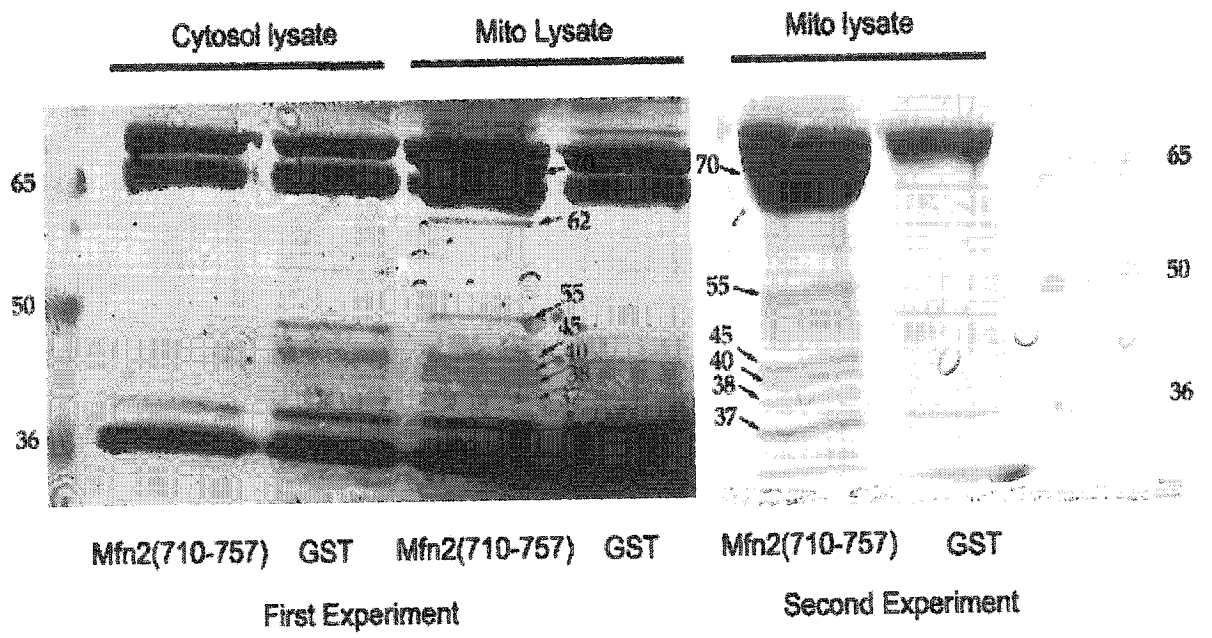 Cytosol lysate
Mito Lysate
Mito lysate
65
50
36
70
62
55
45
40
38
70
55
45
40
38
37
65
50
36
Mfn2(710-757)
GST
Mfn2(710-757)
GST
Mfn2(710-757)
GST
First Experiment
Second Experiment